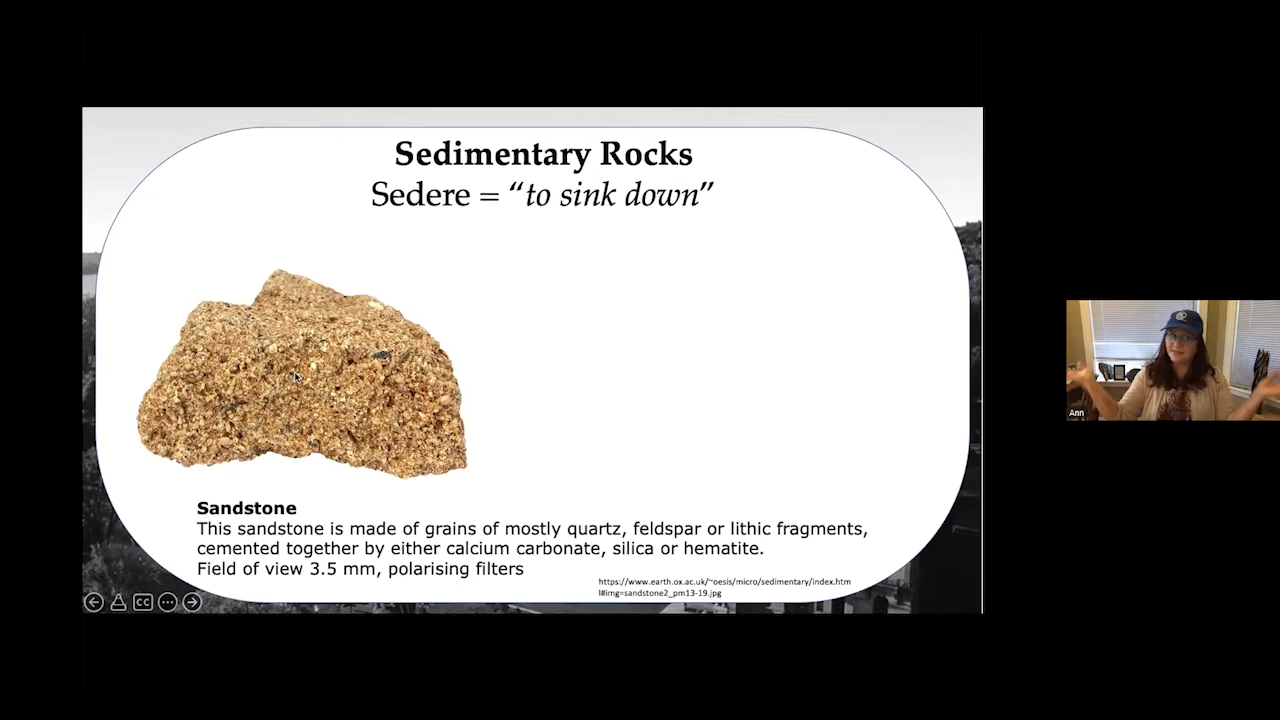 Sedimentary Rocks
Sedere = “to sink down”
Sandstone
This sandstone is made of grains of mostly quartz, feldspar or lithic fragments,
cemented together by either calcium carbonate, silica or hematite.
Field of view 3.5 mm, polarising filters
https://www.earth.ox.ac.uk/~oesis/micro/sedimentary/index.htm
l#img=sandstone2_pm13-19.jpg
CC
Ann